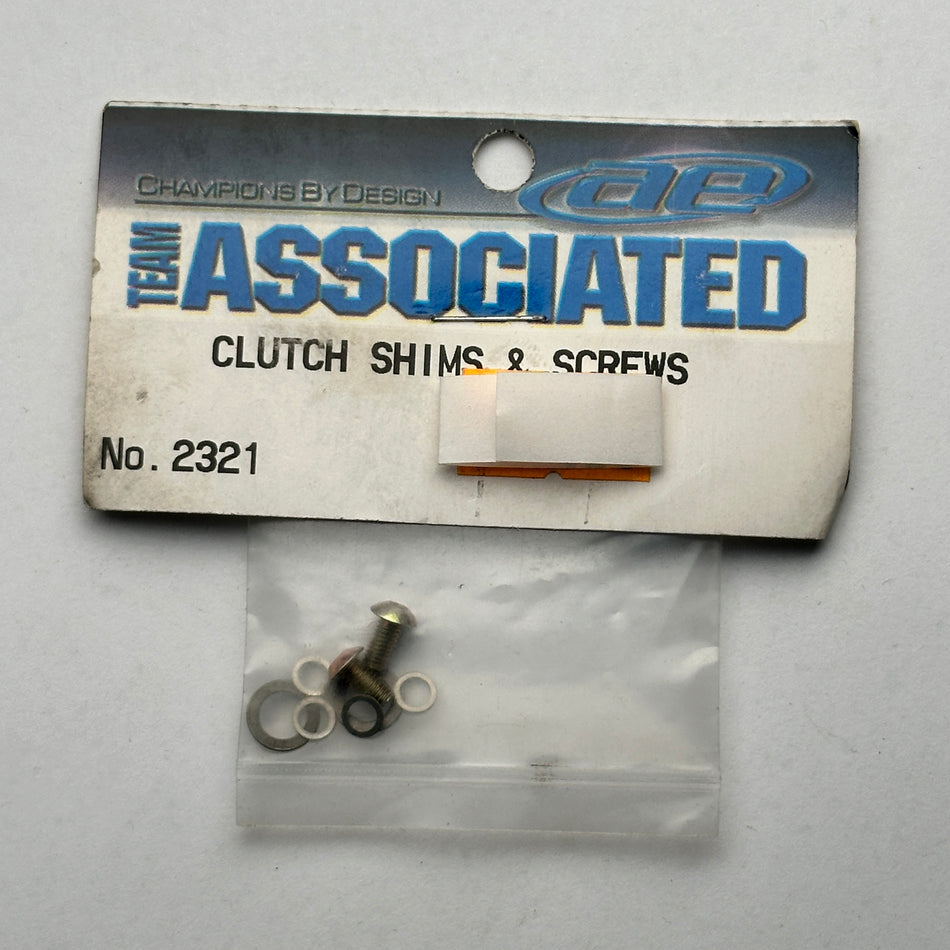 CHAMPIONS BY DESIGN
ae
TEAM ASSOCIATED
CLUTCH SHIMS & SCREWS
No. 2321